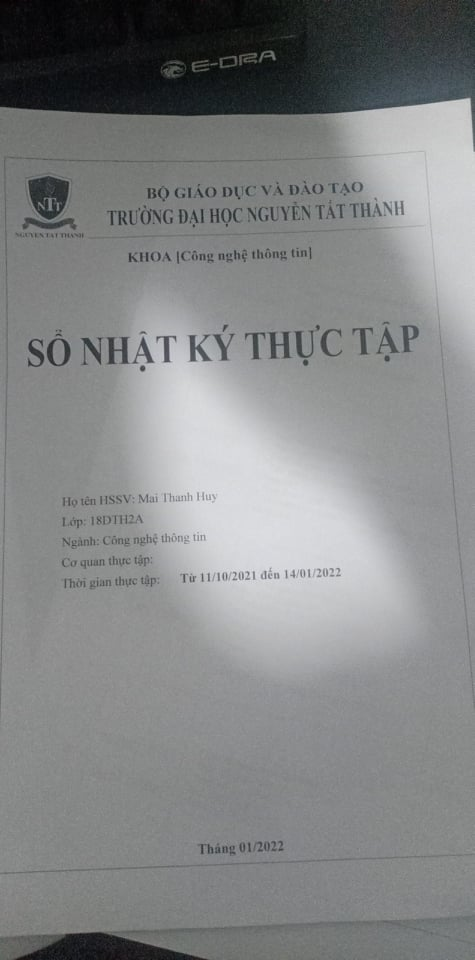 E-DRA
NTT
NGUYEN TAT THANH
BỘ GIÁO DỤC VÀ ĐÀO TẠO
TRƯỜNG ĐẠI HỌC NGUYỄN TẤT THÀNH
KHOA [Công nghệ thông tin]
SỔ NHẬT KÝ THỰC TẬP
Họ tên HSSV: Mai Thanh Huy
Lớp: 18DTH2A
Ngành: Công nghệ thông tin
Cơ quan thực tập:
Thời gian thực tập: Từ 11/10/2021 đến 14/01/2022
Tháng 01/2022